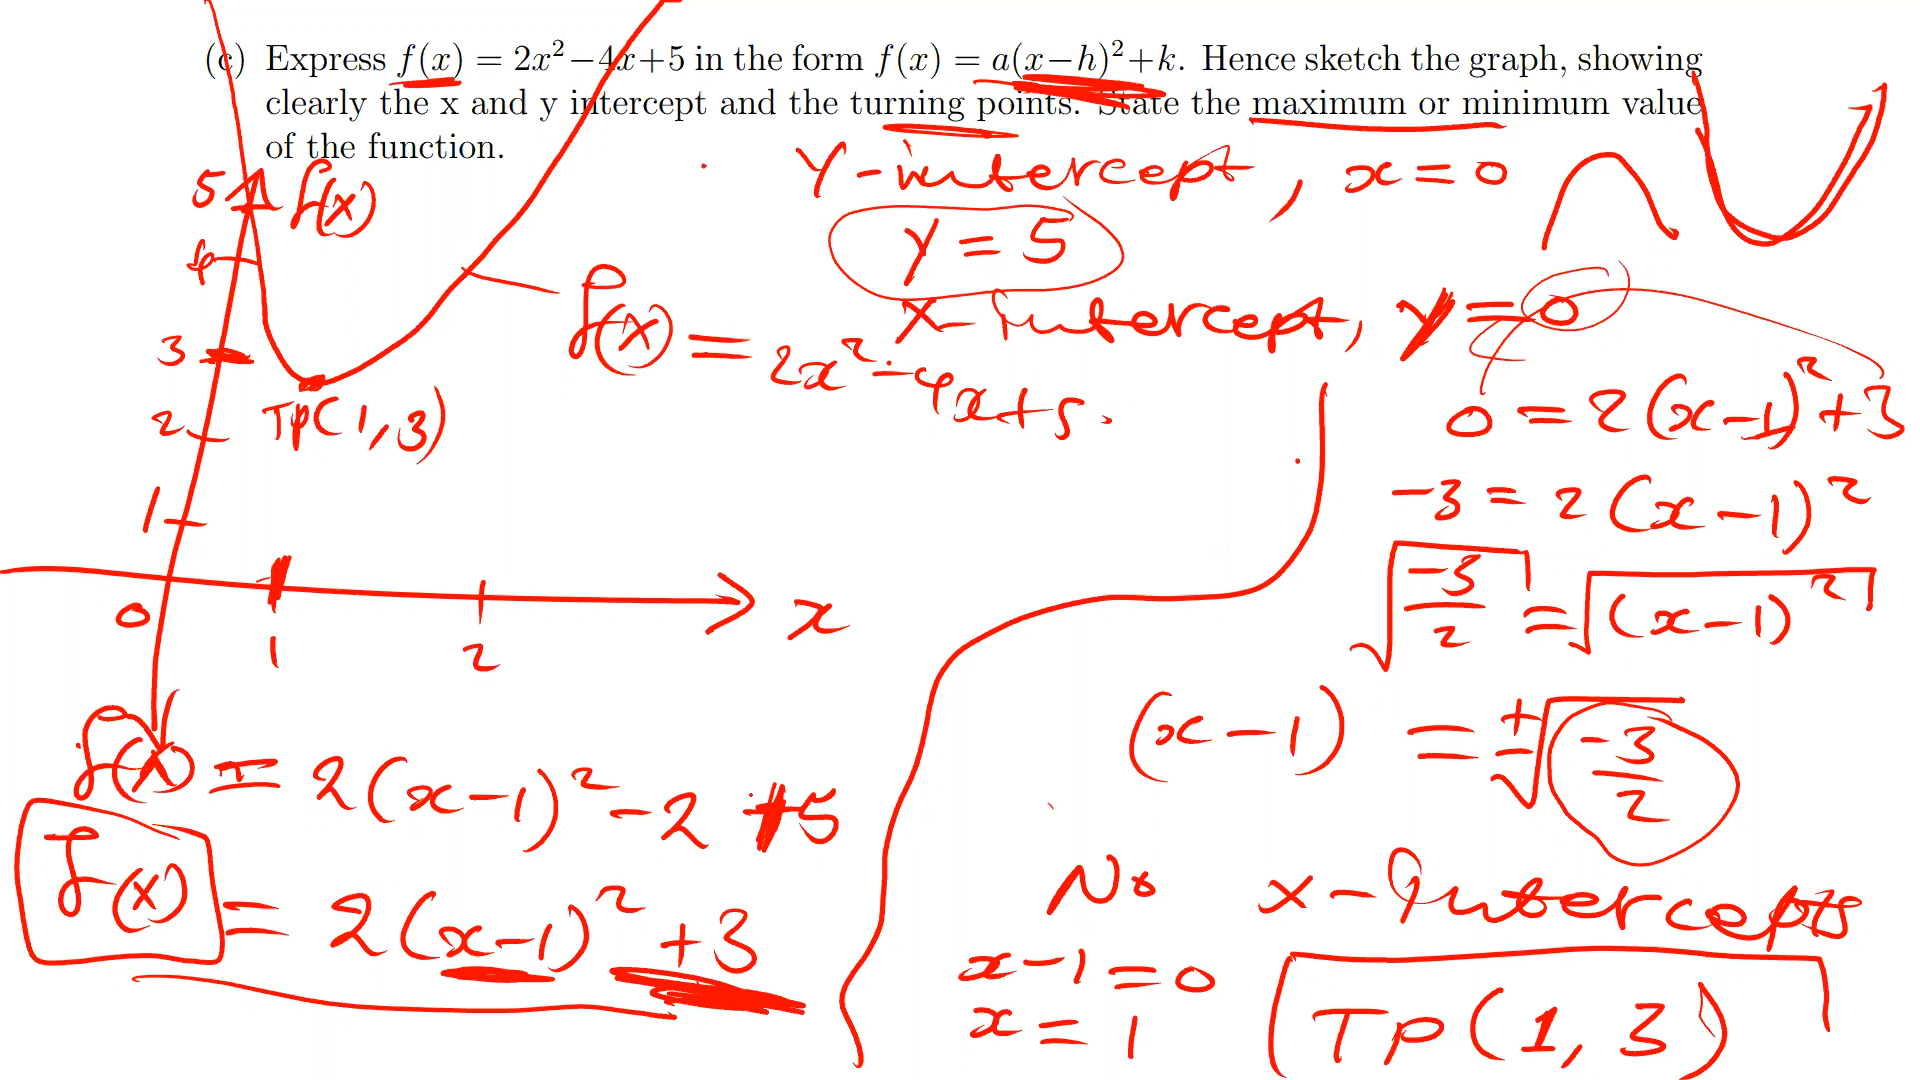 (c) Express f(x) = 2x²−4x+5 in the form f(x) = a(x−h)²+k. Hence sketch the graph, showing
clearly the x and y intercept and the turning points. State the maximum or minimum value
of the function.
Y-intercept, x=0
y = 5
x-Intercept, y=0
0 = 2(x-1)²+3
-3 = 2(x-1)²
√(-3/2) = √((x-1)²)
(x-1) = ±√(-3/2)
No x-Intercepts
x-1=0
x=1
TP(1, 3)
f(x)
5
4
3
2
1
0
1
2
x
TP(1,3)
f(x) = 2x²-4x+5.
f(x) = 2(x-1)²-2+5
f(x) = 2(x-1)²+3